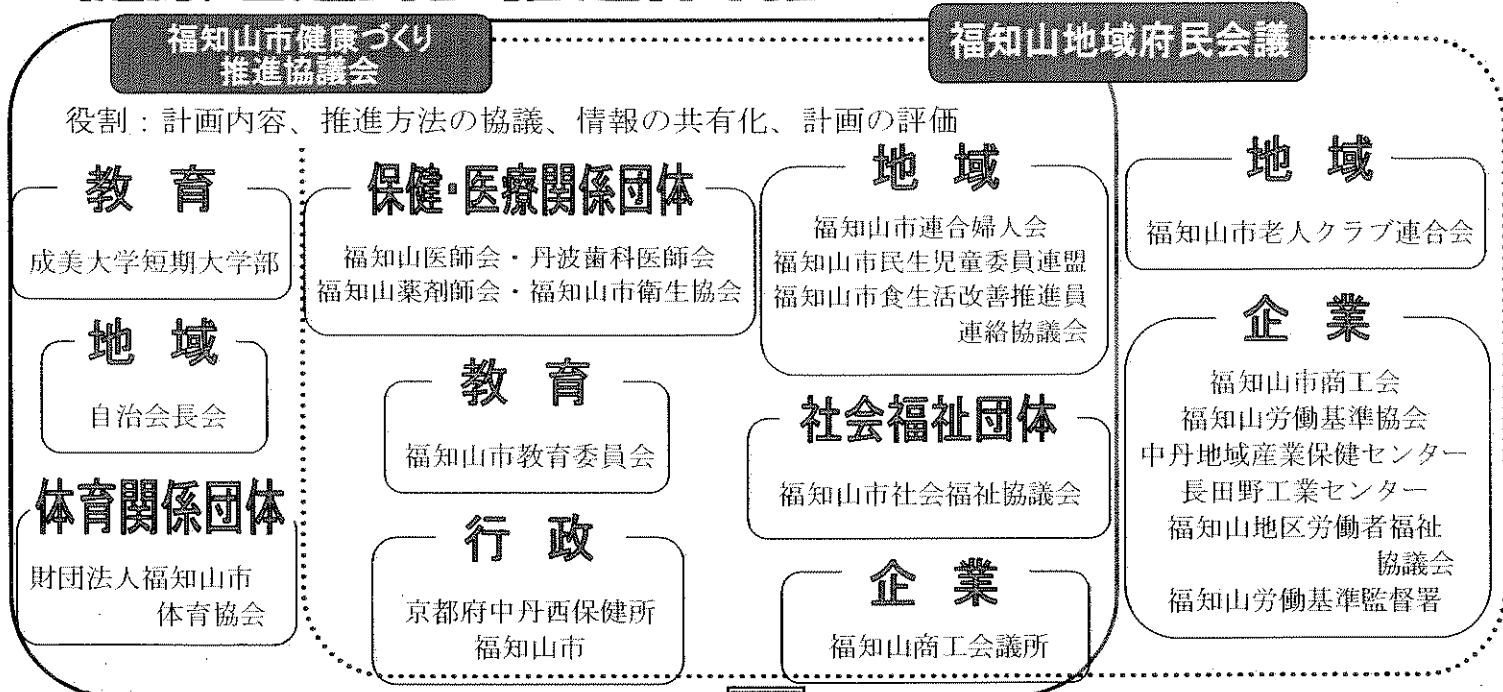 福知山市健康づくり
推進協議会
福知山地域府民会議
役割：計画内容、推進方法の協議、情報の共有化、計画の評価
教 育
成美大学短期大学部
地 域
自治会長会
体育関係団体
財団法人福知山市
体育協会
保健・医療関係団体
福知山医師会・丹波歯科医師会
福知山薬剤師会・福知山市衛生協会
教 育
福知山市教育委員会
行 政
京都府中丹西保健所
福知山市
地 域
福知山市連合婦人会
福知山市民生児童委員連盟
福知山市食生活改善推進員
連絡協議会
社会福祉団体
福知山市社会福祉協議会
企 業
福知山商工会議所
地 域
福知山市老人クラブ連合会
企 業
福知山市商工会
福知山労働基準協会
中丹地域産業保健センター
長田野工業センター
福知山地区労働者福祉
協議会
福知山労働基準監督署